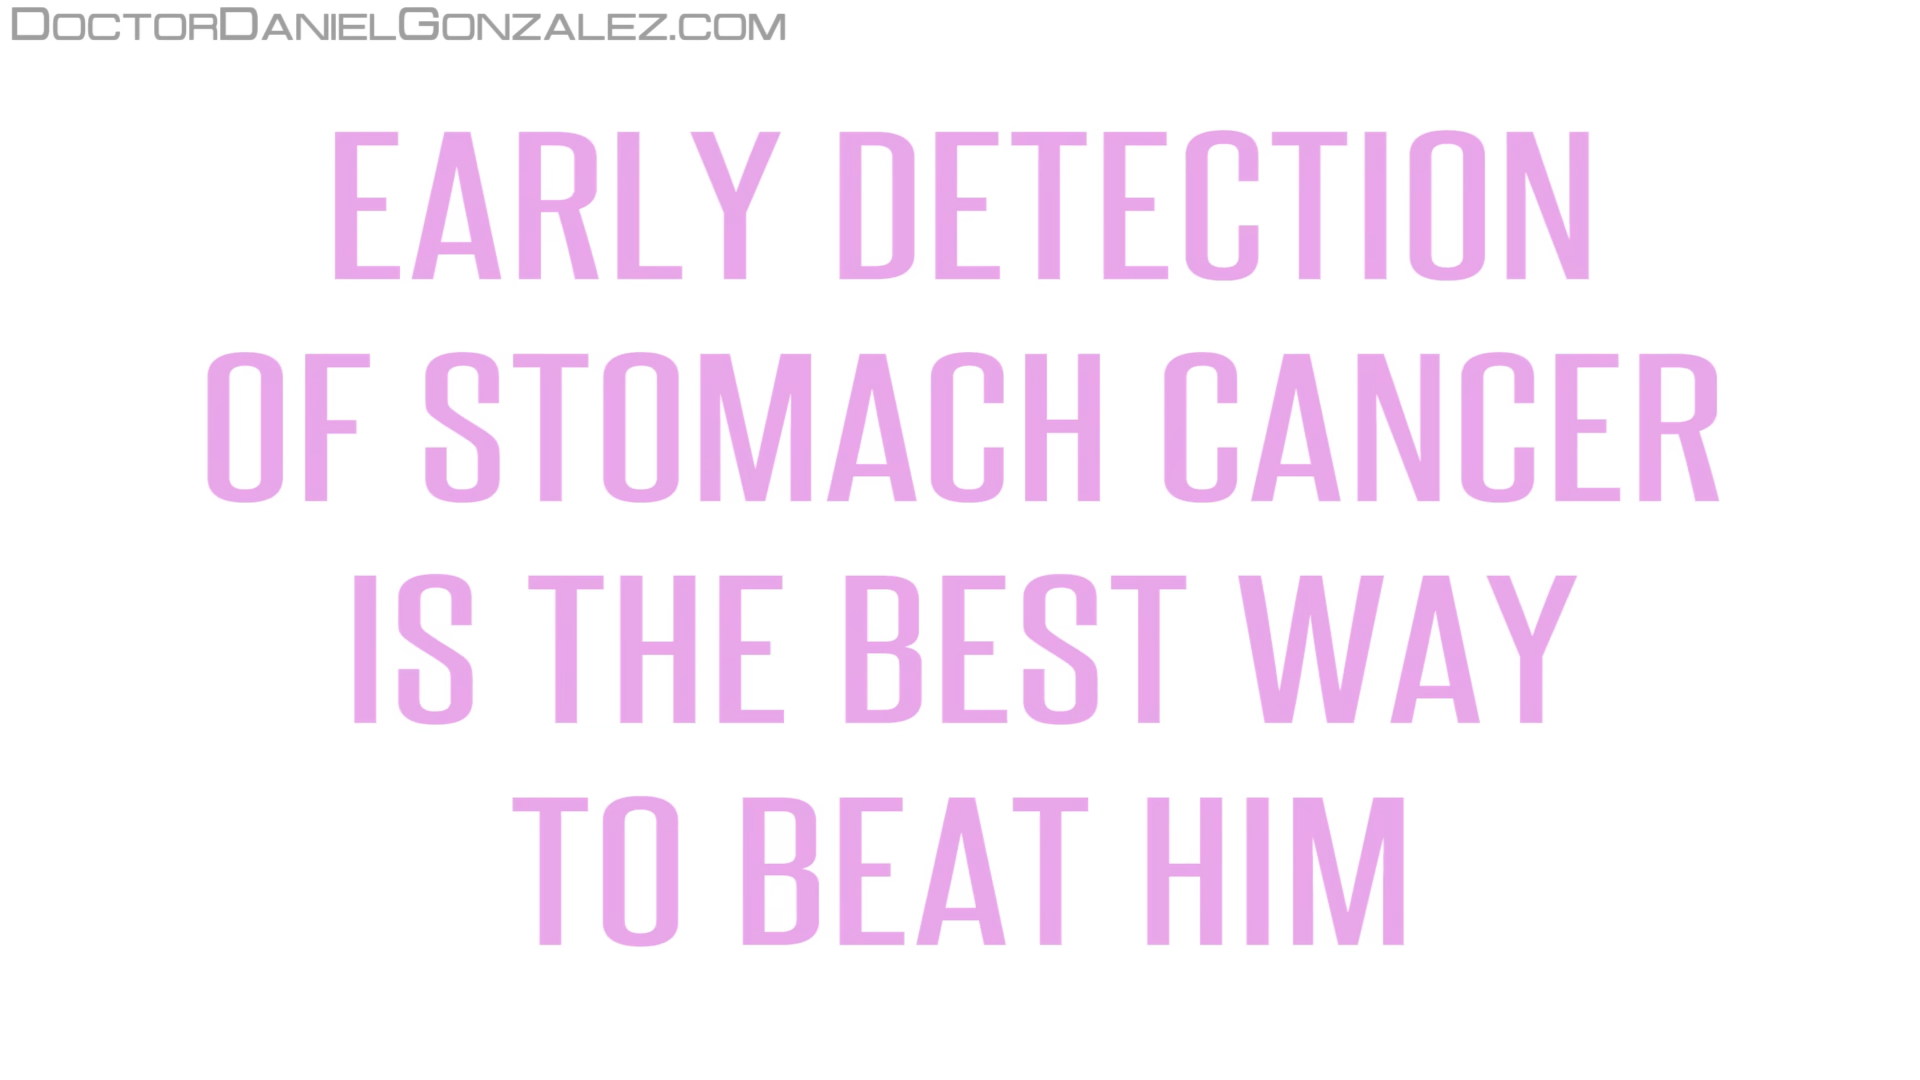 DoctorDanielGonzalez.com
EARLY DETECTION
OF STOMACH CANCER
IS THE BEST WAY
TO BEAT HIM